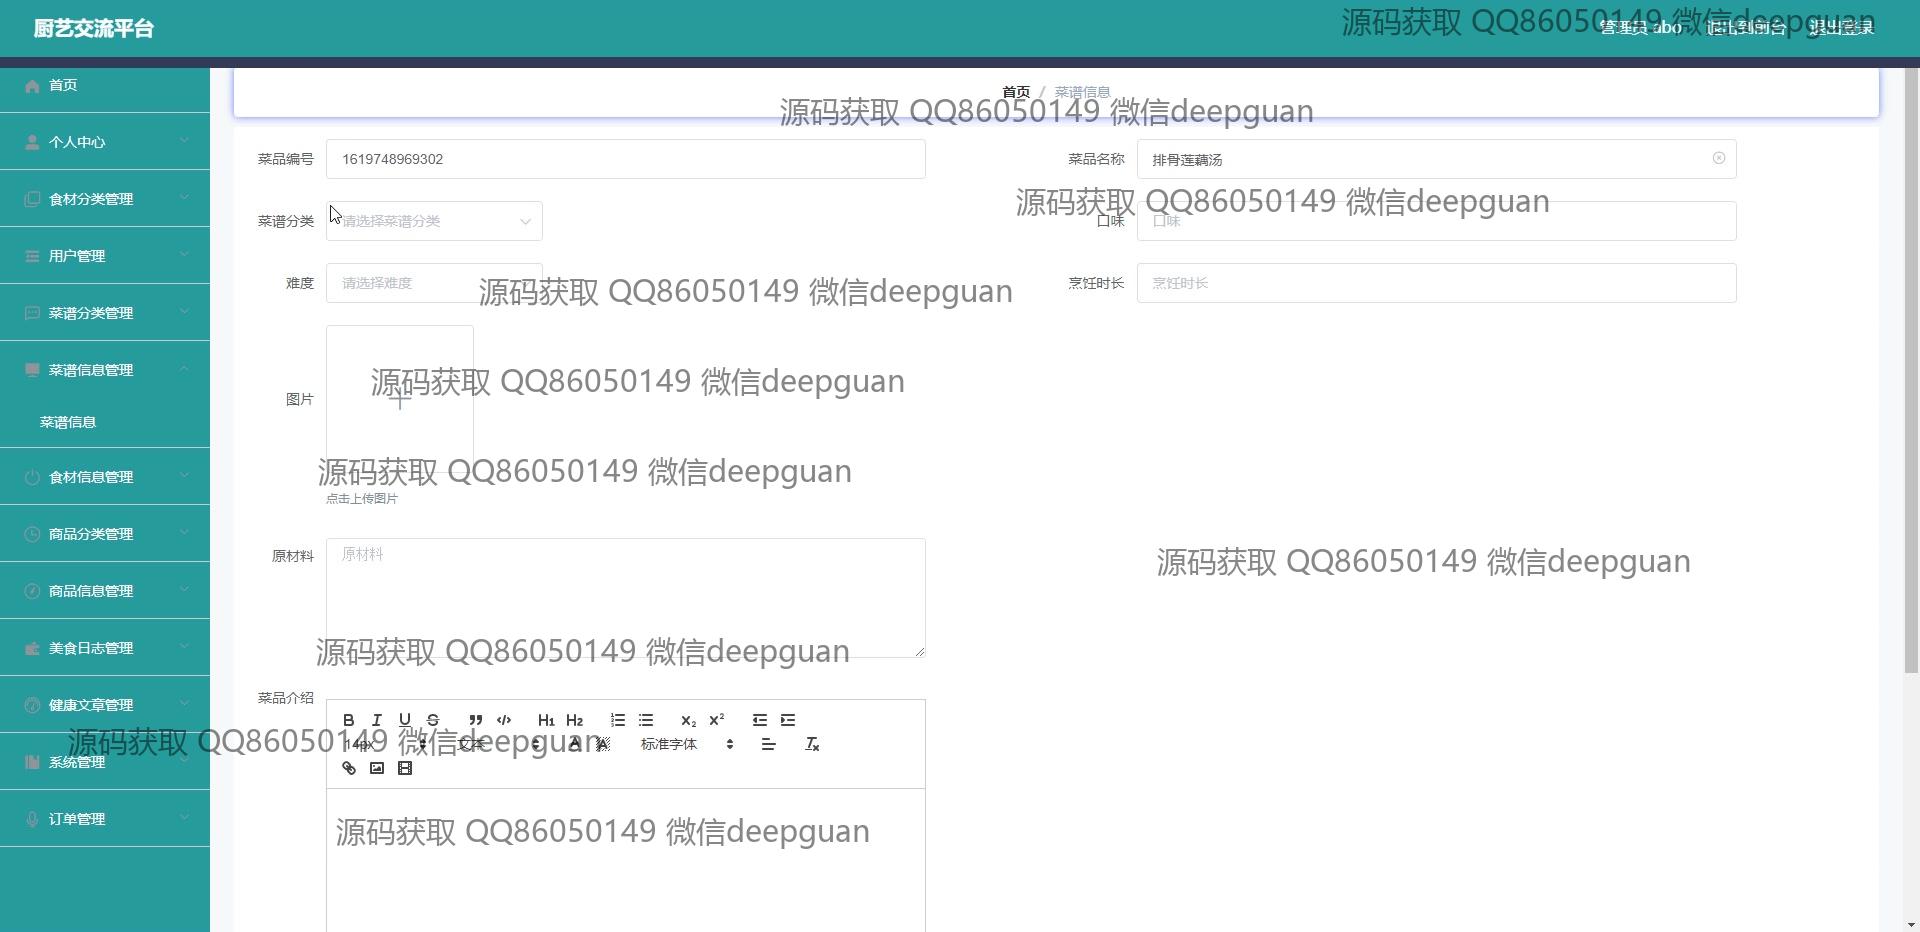 厨艺交流平台
源码获取 QQ86050149 微信deepguan
管理员 abo 退出到前台 退出登录
首页
首页 / 菜谱信息
源码获取 QQ86050149 微信deepguan
个人中心
菜品编号 1619748969302 菜品名称 排骨莲藕汤
食材分类管理
源码获取 QQ86050149 微信deepguan
菜谱分类 请选择菜谱分类 口味 口味
用户管理
难度 请选择难度 烹饪时长 烹饪时长
源码获取 QQ86050149 微信deepguan
菜谱分类管理
菜谱信息管理
源码获取 QQ86050149 微信deepguan
图片
菜谱信息
食材信息管理
源码获取 QQ86050149 微信deepguan
点击上传图片
商品分类管理
原材料 原材料
源码获取 QQ86050149 微信deepguan
商品信息管理
美食日志管理
源码获取 QQ86050149 微信deepguan
健康文章管理
菜品介绍
B I U S H1 H2 X2 X2
14px 文本 标准字体
源码获取 QQ86050149 微信deepguan
系统管理
订单管理
源码获取 QQ86050149 微信deepguan